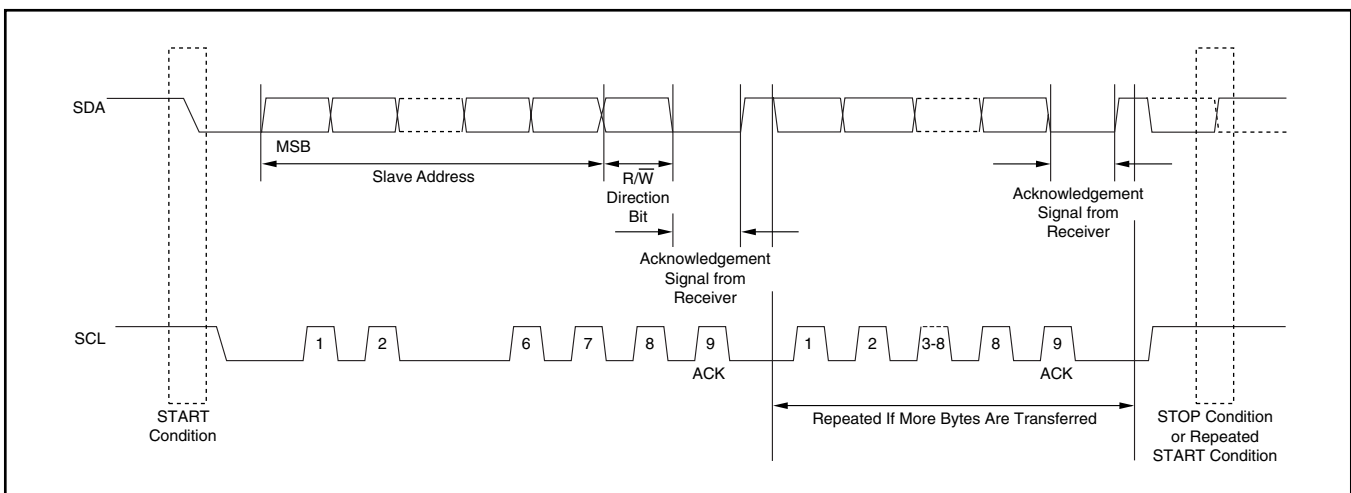 SDA
MSB
Slave Address
R/W̅
Direction
Bit
Acknowledgement
Signal from
Receiver
Acknowledgement
Signal from
Receiver
SCL
1
2
6
7
8
9
1
2
3-8
8
9
ACK
ACK
START
Condition
Repeated If More Bytes Are Transferred
STOP Condition
or Repeated
START Condition